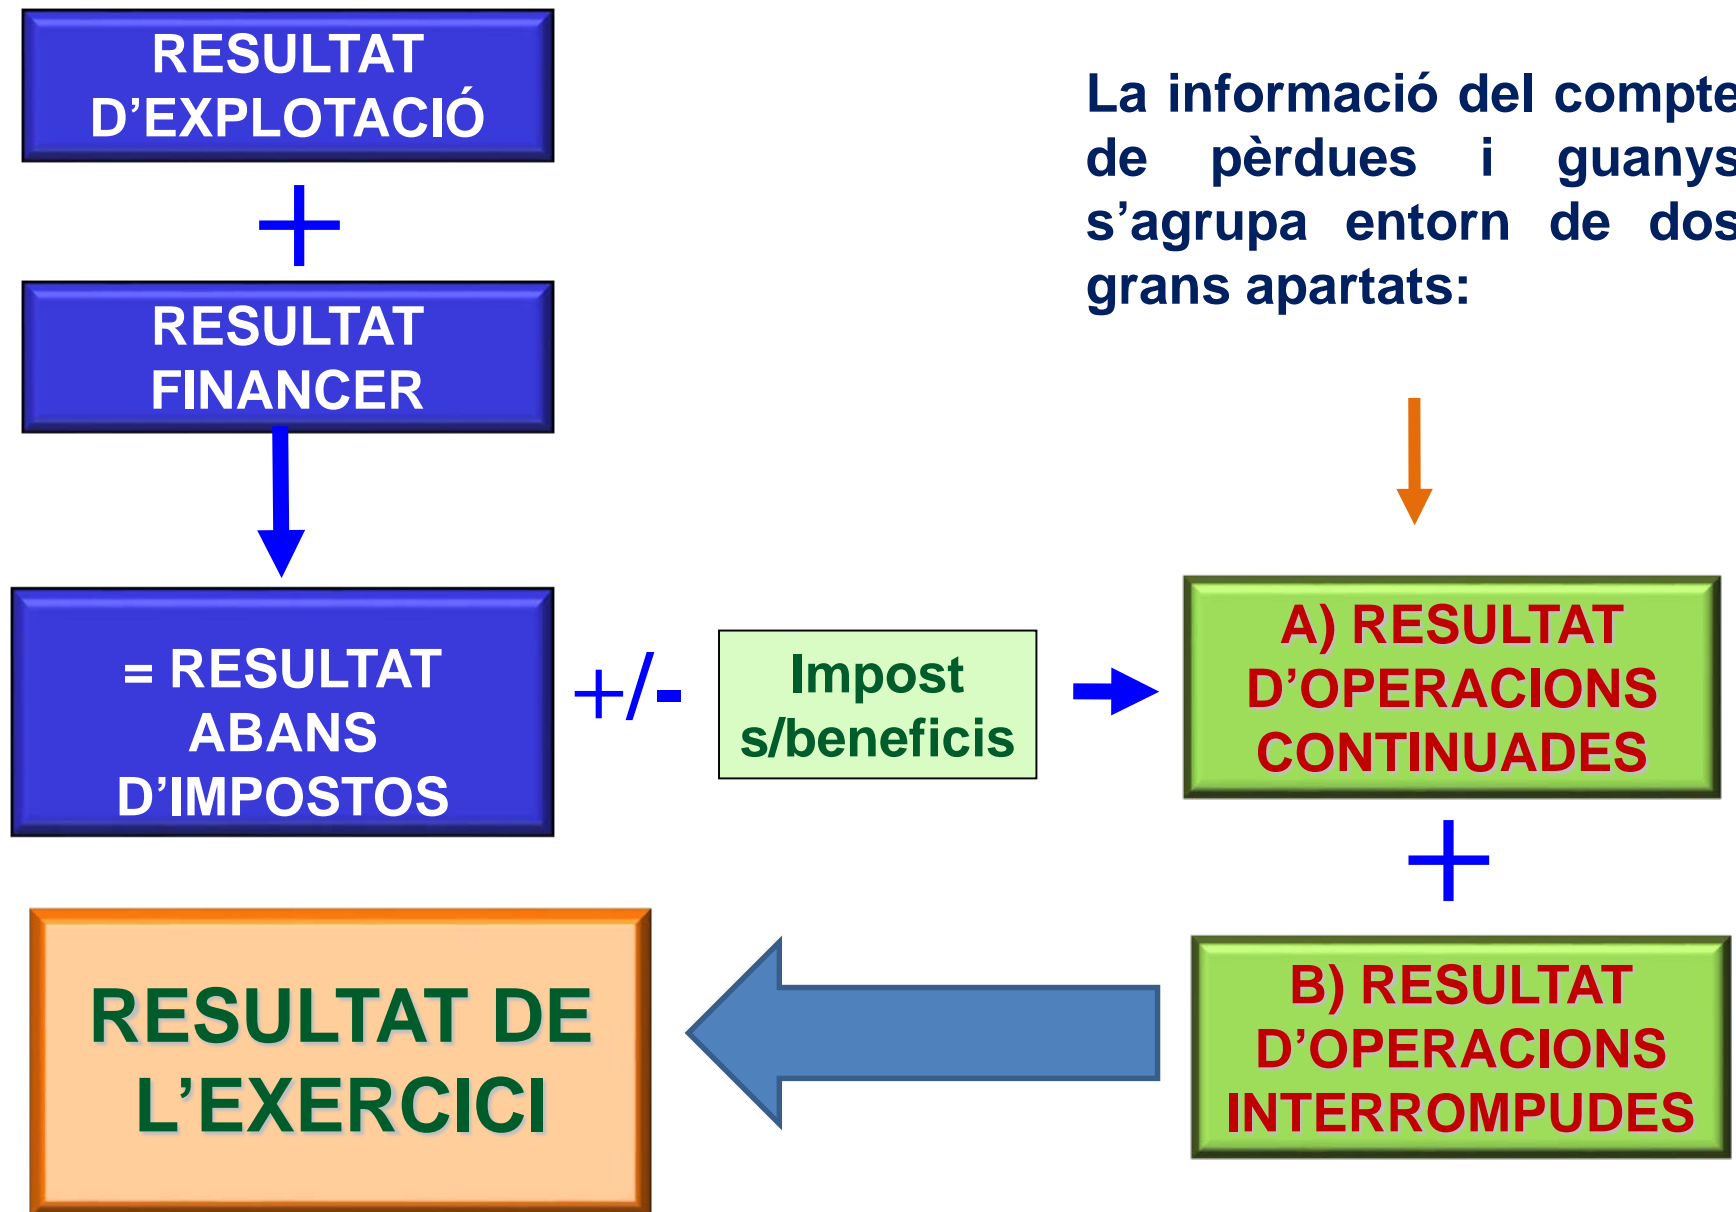 RESULTAT
D’EXPLOTACIÓ
+
RESULTAT
FINANCER
= RESULTAT
ABANS
D’IMPOSTOS
+/-
Impost
s/beneficis
La informació del compte
de pèrdues i guanys
s’agrupa entorn de dos
grans apartats:
A) RESULTAT
D’OPERACIONS
CONTINUADES
+
B) RESULTAT
D’OPERACIONS
INTERROMPUDES
RESULTAT DE
L’EXERCICI